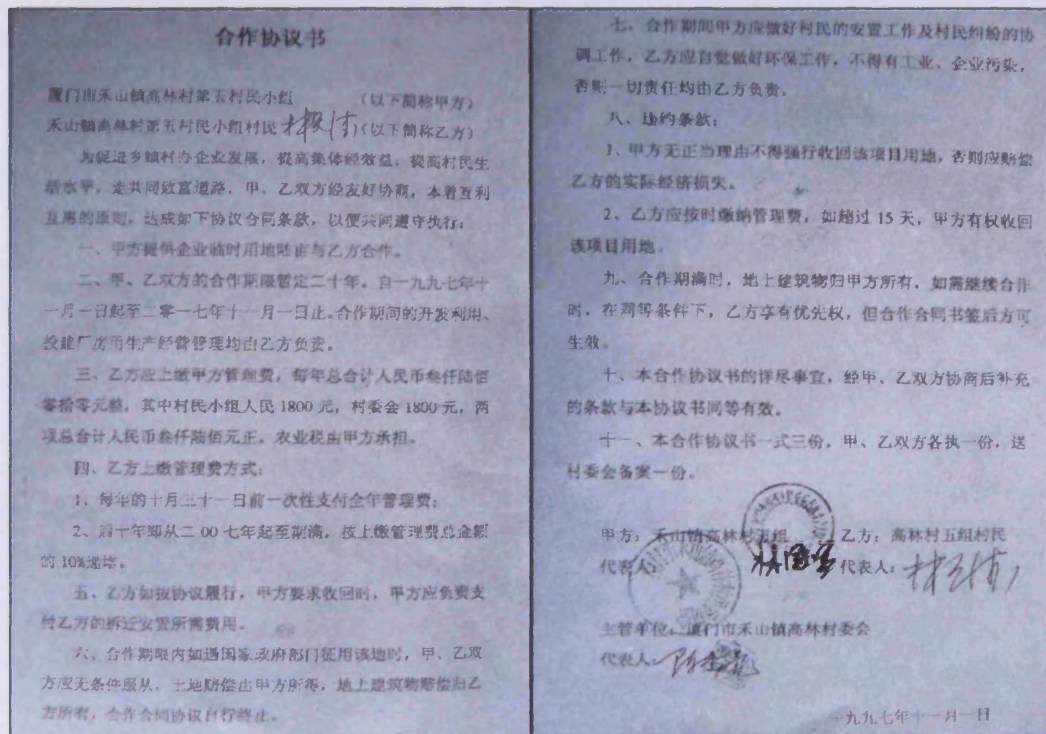 合作协议书
厦门市禾山镇高林村第五村民小组 （以下简称甲方）
禾山镇高林村第五村民小组村民 （以下简称乙方）
为促进乡镇村办企业发展，提高集体经效益，提高村民生
活水平，走共同致富道路，甲、乙双方经友好协商，本着互利
互惠的原则，达成如下协议合同条款，以便共同遵守执行：
一、甲方提供企业临时用地陆亩与乙方合作。
二、甲、乙双方的合作期限暂定二十年。自一九九七年十
一月一日起至二零一七年十一月一日止。合作期间的开发利用、
投建厂房用生产经营管理均由乙方负责。
三、乙方应上缴甲方管理费，每年总合计人民币叁仟陆佰
零拾零元整，其中村民小组人民 1800 元，村委会 1800 元，两
项总合计人民币叁仟陆佰元正，农业税由甲方承担。
四、乙方上缴管理费方式：
1、每年的十月三十一日前一次性支付全年管理费；
2、后十年即从二 00 七年起至期满，按上缴管理费总金额
的 10%递增。
五、乙方如按协议履行，甲方要求收回时，甲方应负责支
付乙方的拆迁安置所需费用。
六、合作期限内如遇国家政府部门征用该地时，甲、乙双
方应无条件服从，土地赔偿由甲方所得，地上建筑物赔偿归乙
方所有，合作合同协议自行终止。
七、合作期间甲方应做好村民的安置工作及村民纠纷的协
调工作，乙方应自觉做好环保工作，不得有工业、企业污染，
否则一切责任均由乙方负责。
八、违约条款：
1、甲方无正当理由不得强行收回该项目用地，否则应赔偿
乙方的实际经济损失。
2、乙方应按时缴纳管理费，如超过 15 天，甲方有权收回
该项目用地。
九、合作期满时，地上建筑物归甲方所有，如需继续合作
时，在同等条件下，乙方享有优先权，但合作合同书签后方可
生效。
十、本合作协议书的详尽事宜，经甲、乙双方协商后补充
的条款与本协议书同等有效。
十一、本合作协议书一式三份，甲、乙双方各执一份，送
村委会备案一份。
甲方：禾山镇高林村五组 乙方：高林村五组村民
代表人： 代表人：
主管单位：厦门市禾山镇高林村委会
代表人：
一九九七年十一月一日